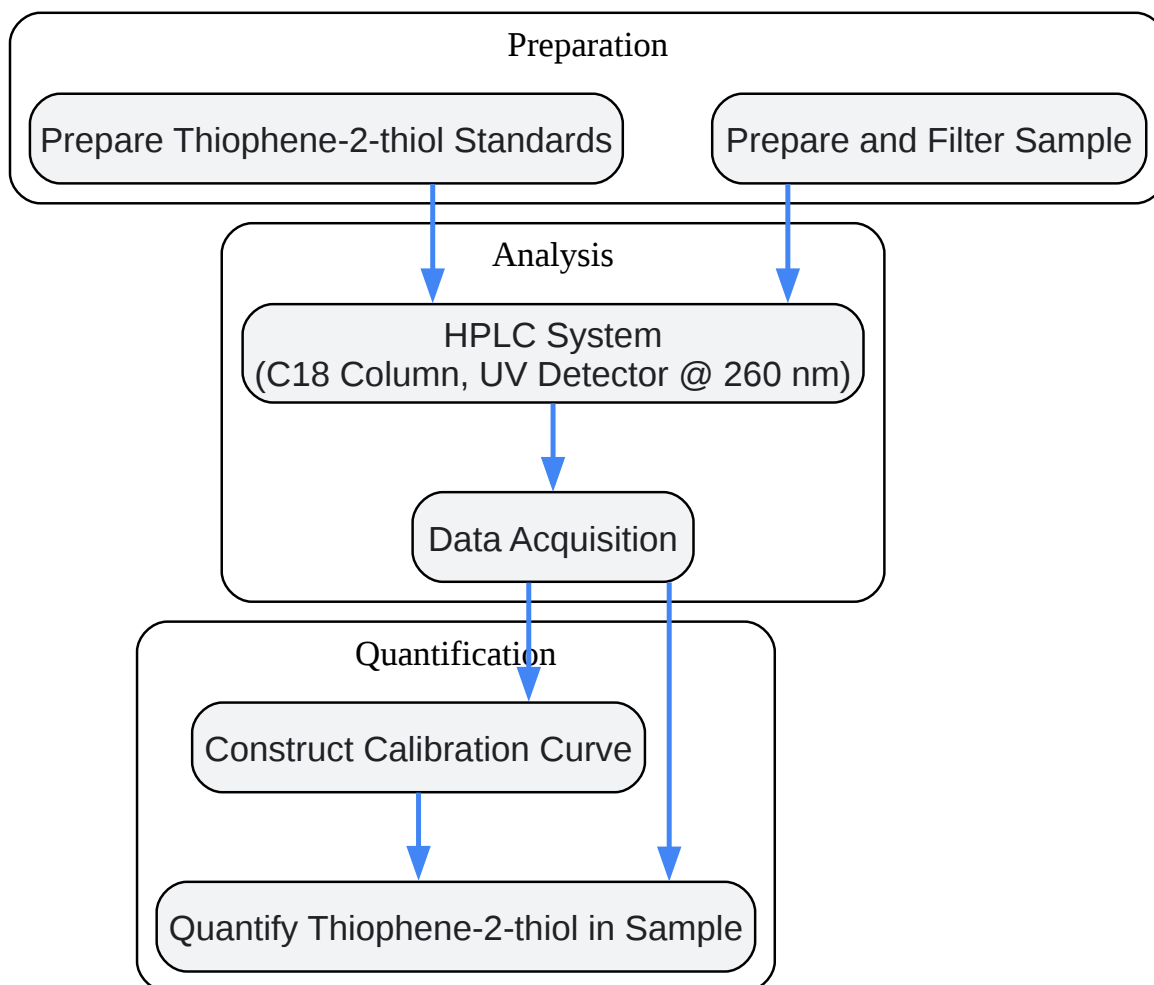 Preparation
Prepare Thiophene-2-thiol Standards
Prepare and Filter Sample
Analysis
HPLC System
(C18 Column, UV Detector @ 260 nm)
Data Acquisition
Quantification
Construct Calibration Curve
Quantify Thiophene-2-thiol in Sample